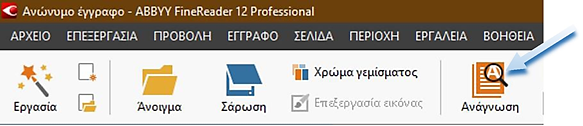 Ανώνυμο έγγραφο - ABBYY FineReader 12 Professional
ΑΡΧΕΙΟ ΕΠΕΞΕΡΓΑΣΙΑ ΠΡΟΒΟΛΗ ΕΓΓΡΑΦΟ ΣΕΛΙΔΑ ΠΕΡΙΟΧΗ ΕΡΓΑΛΕΙΑ ΒΟΗΘΕΙΑ
Χρώμα γεμίσματος
Εργασία Άνοιγμα Σάρωση Επεξεργασία εικόνας Ανάγνωση